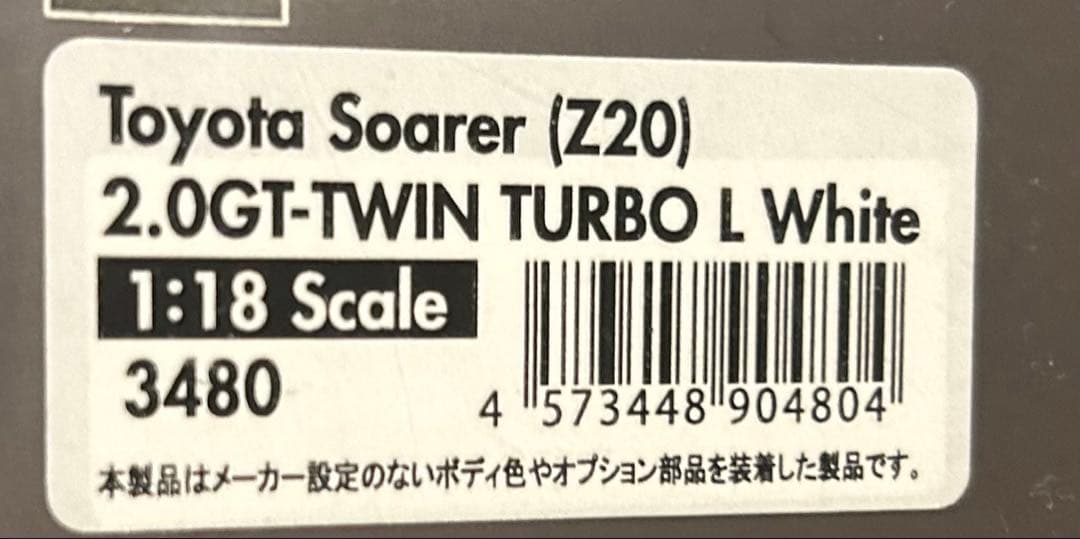 Toyota Soarer (Z20)
2.0GT-TWIN TURBO L White
1:18 Scale
3480
4 573448 904804
本製品はメーカー設定のないボディ色やオプション部品を装着した製品です。